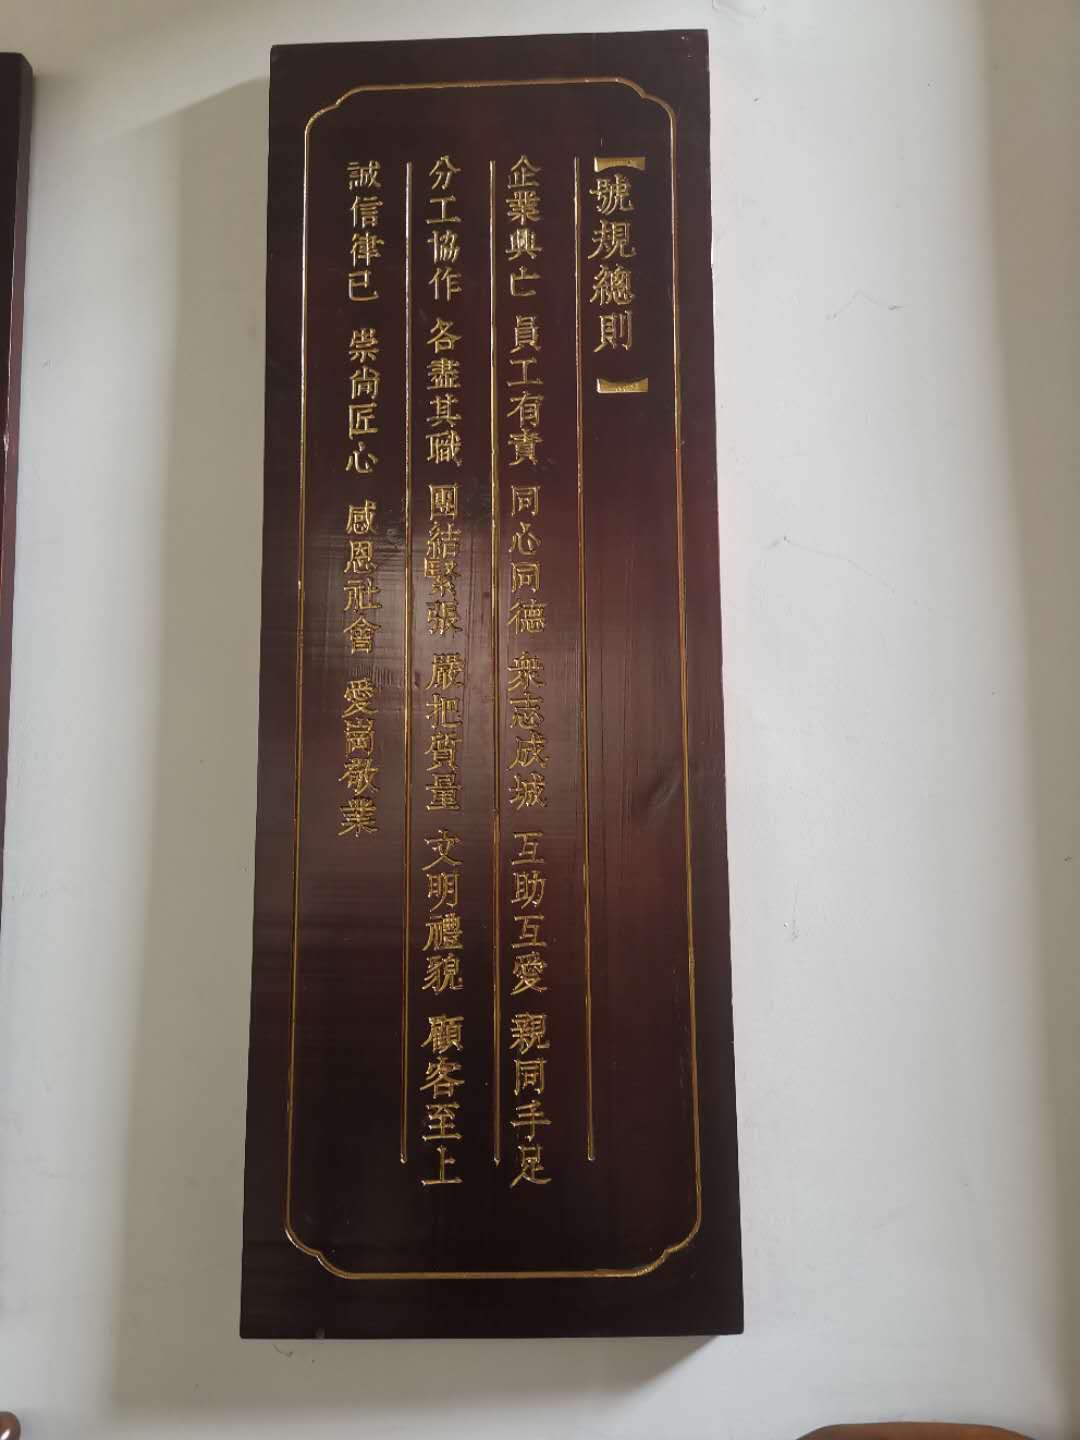 【號規總則】
企業興亡 員工有責 同心同德 衆志成城 互助互愛 親同手足
分工協作 各盡其職 團結緊張 嚴把質量 文明禮貌 顧客至上
誠信律已 崇尚匠心 感恩社會 愛崗敬業